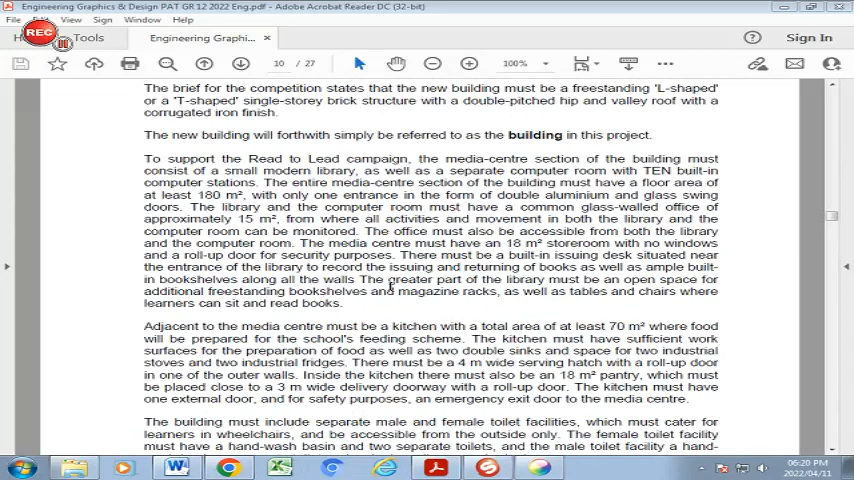 Engineering Graphics & Design PAT GR 12 2022 Eng.pdf - Adobe Acrobat Reader DC (32-bit)
File Edit View Sign Window Help
REC Tools Engineering Graphi... × Sign In
10 / 27 100%
The brief for the competition states that the new building must be a freestanding 'L-shaped'
or a 'T-shaped' single-storey brick structure with a double-pitched hip and valley roof with a
corrugated iron finish.
The new building will forthwith simply be referred to as the building in this project.
To support the Read to Lead campaign, the media-centre section of the building must
consist of a small modern library, as well as a separate computer room with TEN built-in
computer stations. The entire media-centre section of the building must have a floor area of
at least 180 m², with only one entrance in the form of double aluminium and glass swing
doors. The library and the computer room must have a common glass-walled office of
approximately 15 m², from where all activities and movement in both the library and the
computer room can be monitored. The office must also be accessible from both the library
and the computer room. The media centre must have an 18 m² storeroom with no windows
and a roll-up door for security purposes. There must be a built-in issuing desk situated near
the entrance of the library to record the issuing and returning of books as well as ample built-
in bookshelves along all the walls The greater part of the library must be an open space for
additional freestanding bookshelves and magazine racks, as well as tables and chairs where
learners can sit and read books.
Adjacent to the media centre must be a kitchen with a total area of at least 70 m² where food
will be prepared for the school's feeding scheme. The kitchen must have sufficient work
surfaces for the preparation of food as well as two double sinks and space for two industrial
stoves and two industrial fridges. There must be a 4 m wide serving hatch with a roll-up door
in one of the outer walls. Inside the kitchen there must also be an 18 m² pantry, which must
be placed close to a 3 m wide delivery doorway with a roll-up door. The kitchen must have
one external door, and for safety purposes, an emergency exit door to the media centre.
The building must include separate male and female toilet facilities, which must cater for
learners in wheelchairs, and be accessible from the outside only. The female toilet facility
must have a hand-wash basin and two separate toilets, and the male toilet facility a hand-
06:20 PM
2022/04/11